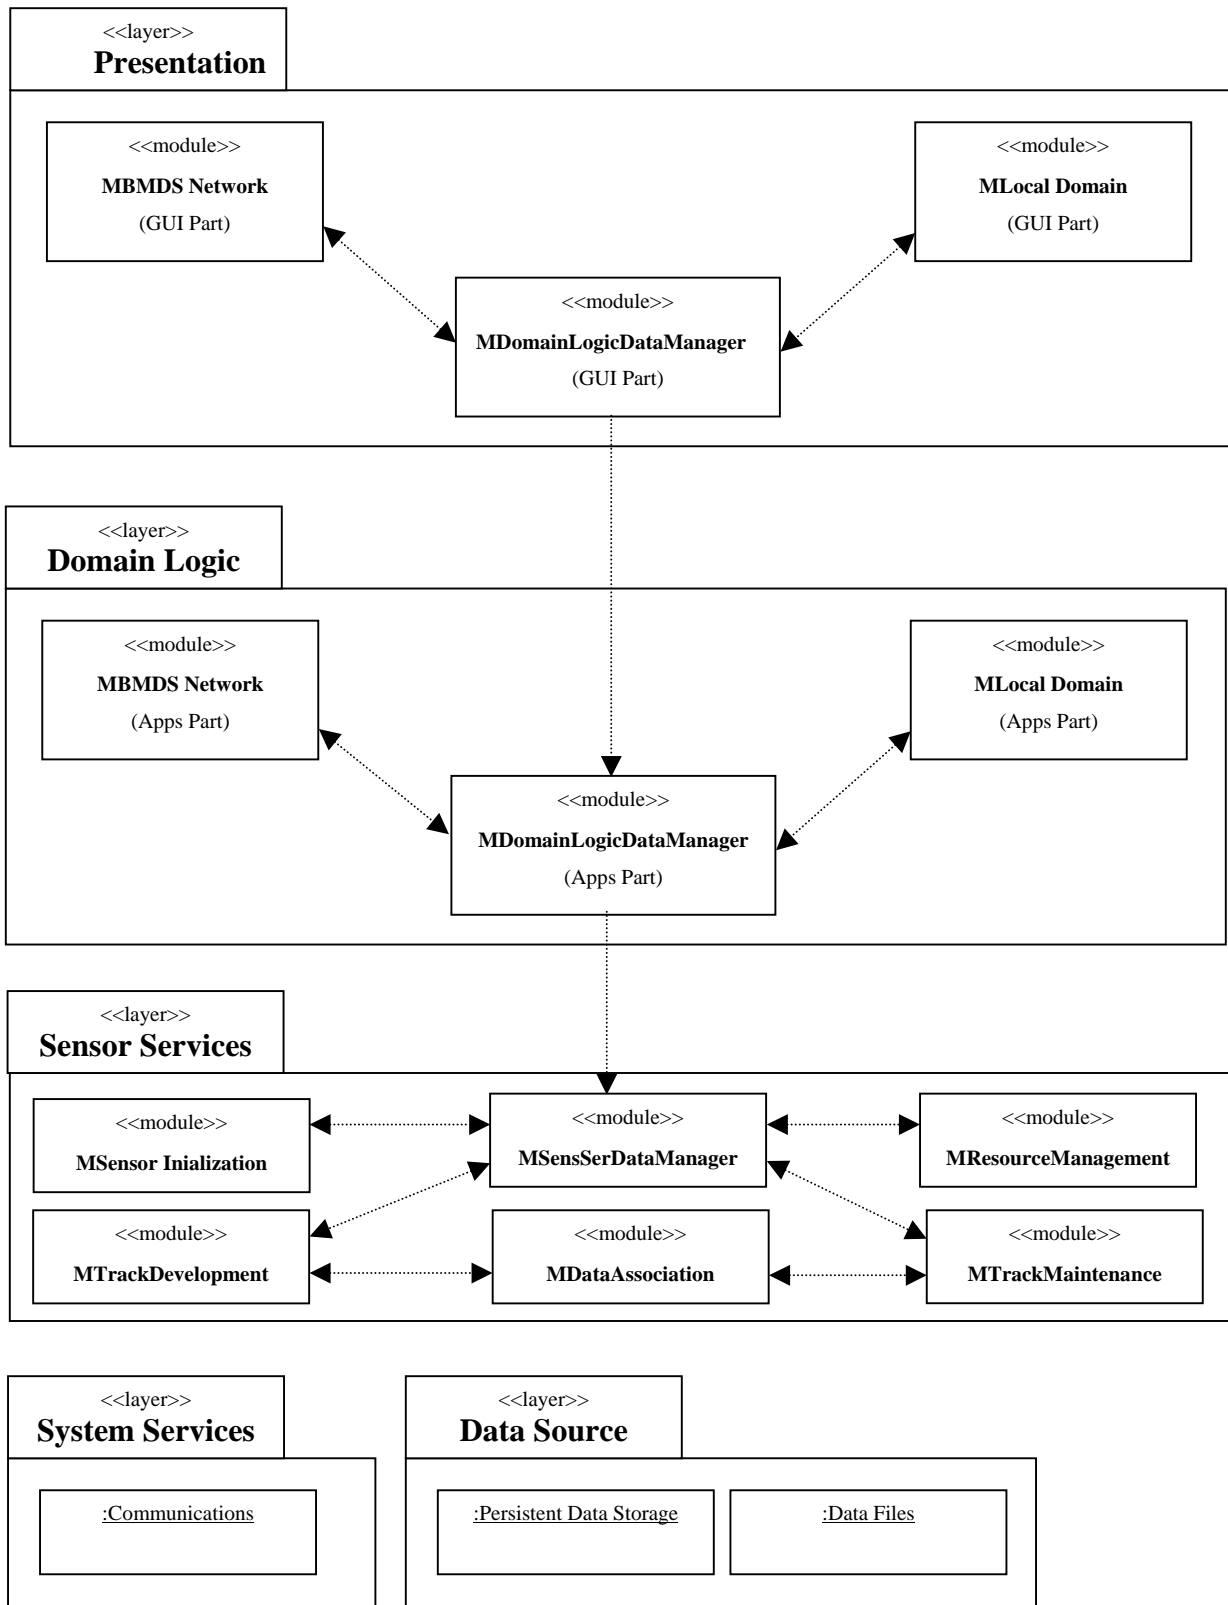 <<layer>>
Presentation
<<module>>
MBMDS Network
(GUI Part)
<<module>>
MLocal Domain
(GUI Part)
<<module>>
MDomainLogicDataManager
(GUI Part)
<<layer>>
Domain Logic
<<module>>
MBMDS Network
(Apps Part)
<<module>>
MLocal Domain
(Apps Part)
<<module>>
MDomainLogicDataManager
(Apps Part)
<<layer>>
Sensor Services
<<module>>
MSensor Inialization
<<module>>
MSensSerDataManager
<<module>>
MResourceManagement
<<module>>
MTrackDevelopment
<<module>>
MDataAssociation
<<module>>
MTrackMaintenance
<<layer>>
System Services
:Communications
<<layer>>
Data Source
:Persistent Data Storage
:Data Files